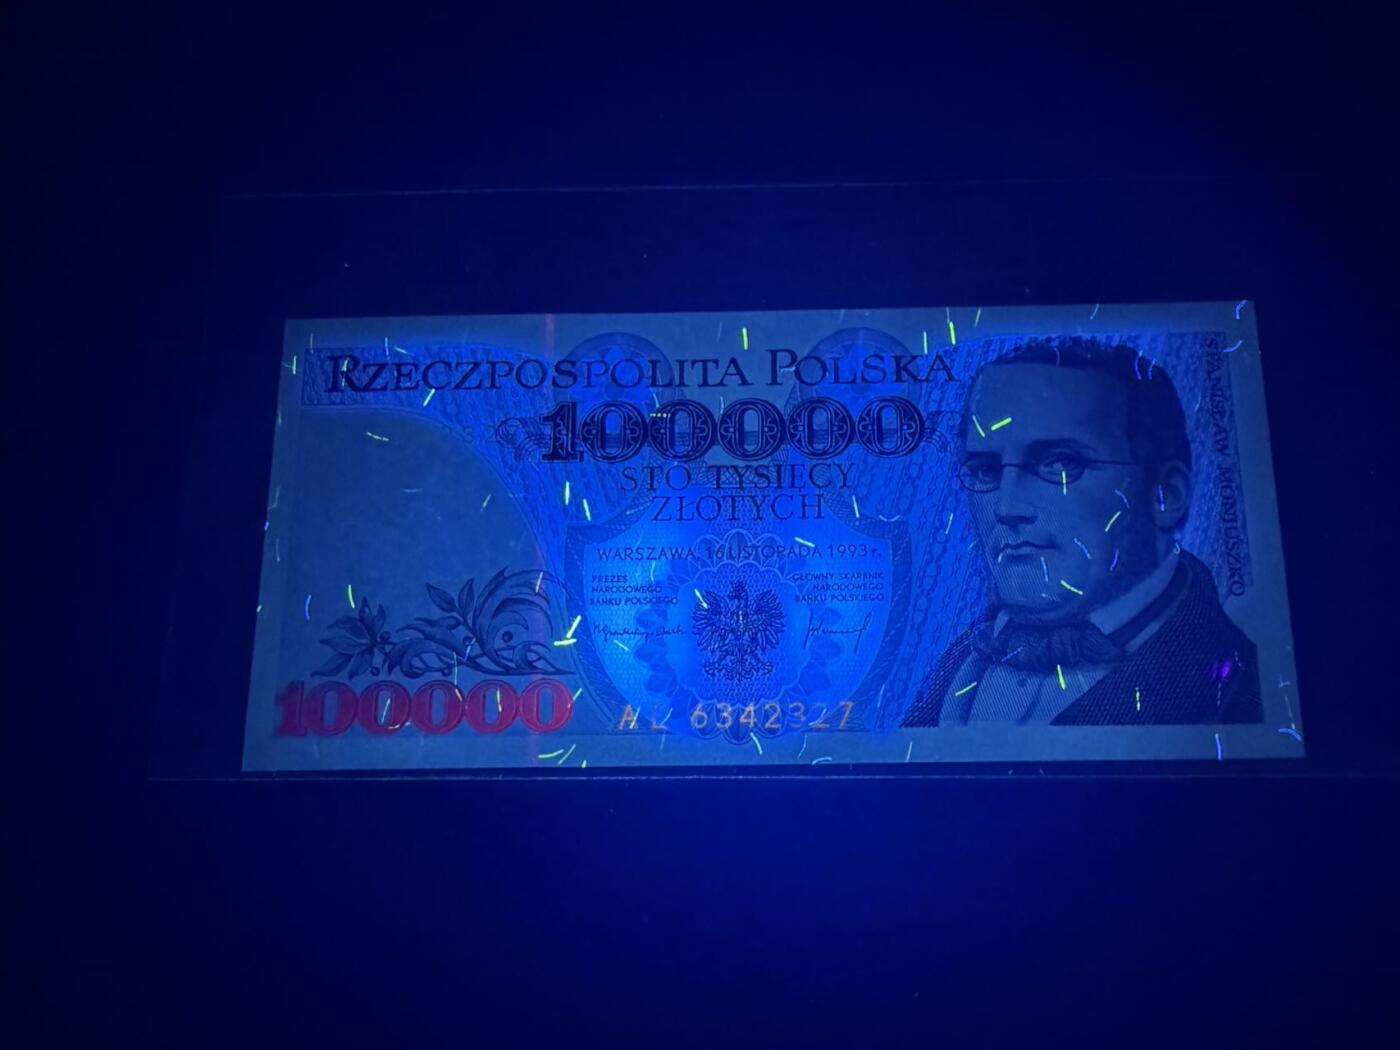 RZECZPOSPOLITA POLSKA
100000
STO TYSIĘCY
ZŁOTYCH
WARSZAWA, 16 LISTOPADA 1993 r.
PREZES
NARODOWEGO
BANKU POLSKIEGO
GŁÓWNY SKARBNIK
NARODOWEGO
BANKU POLSKIEGO
100000
AL 6342327
STANISŁAW MONIUSZKO